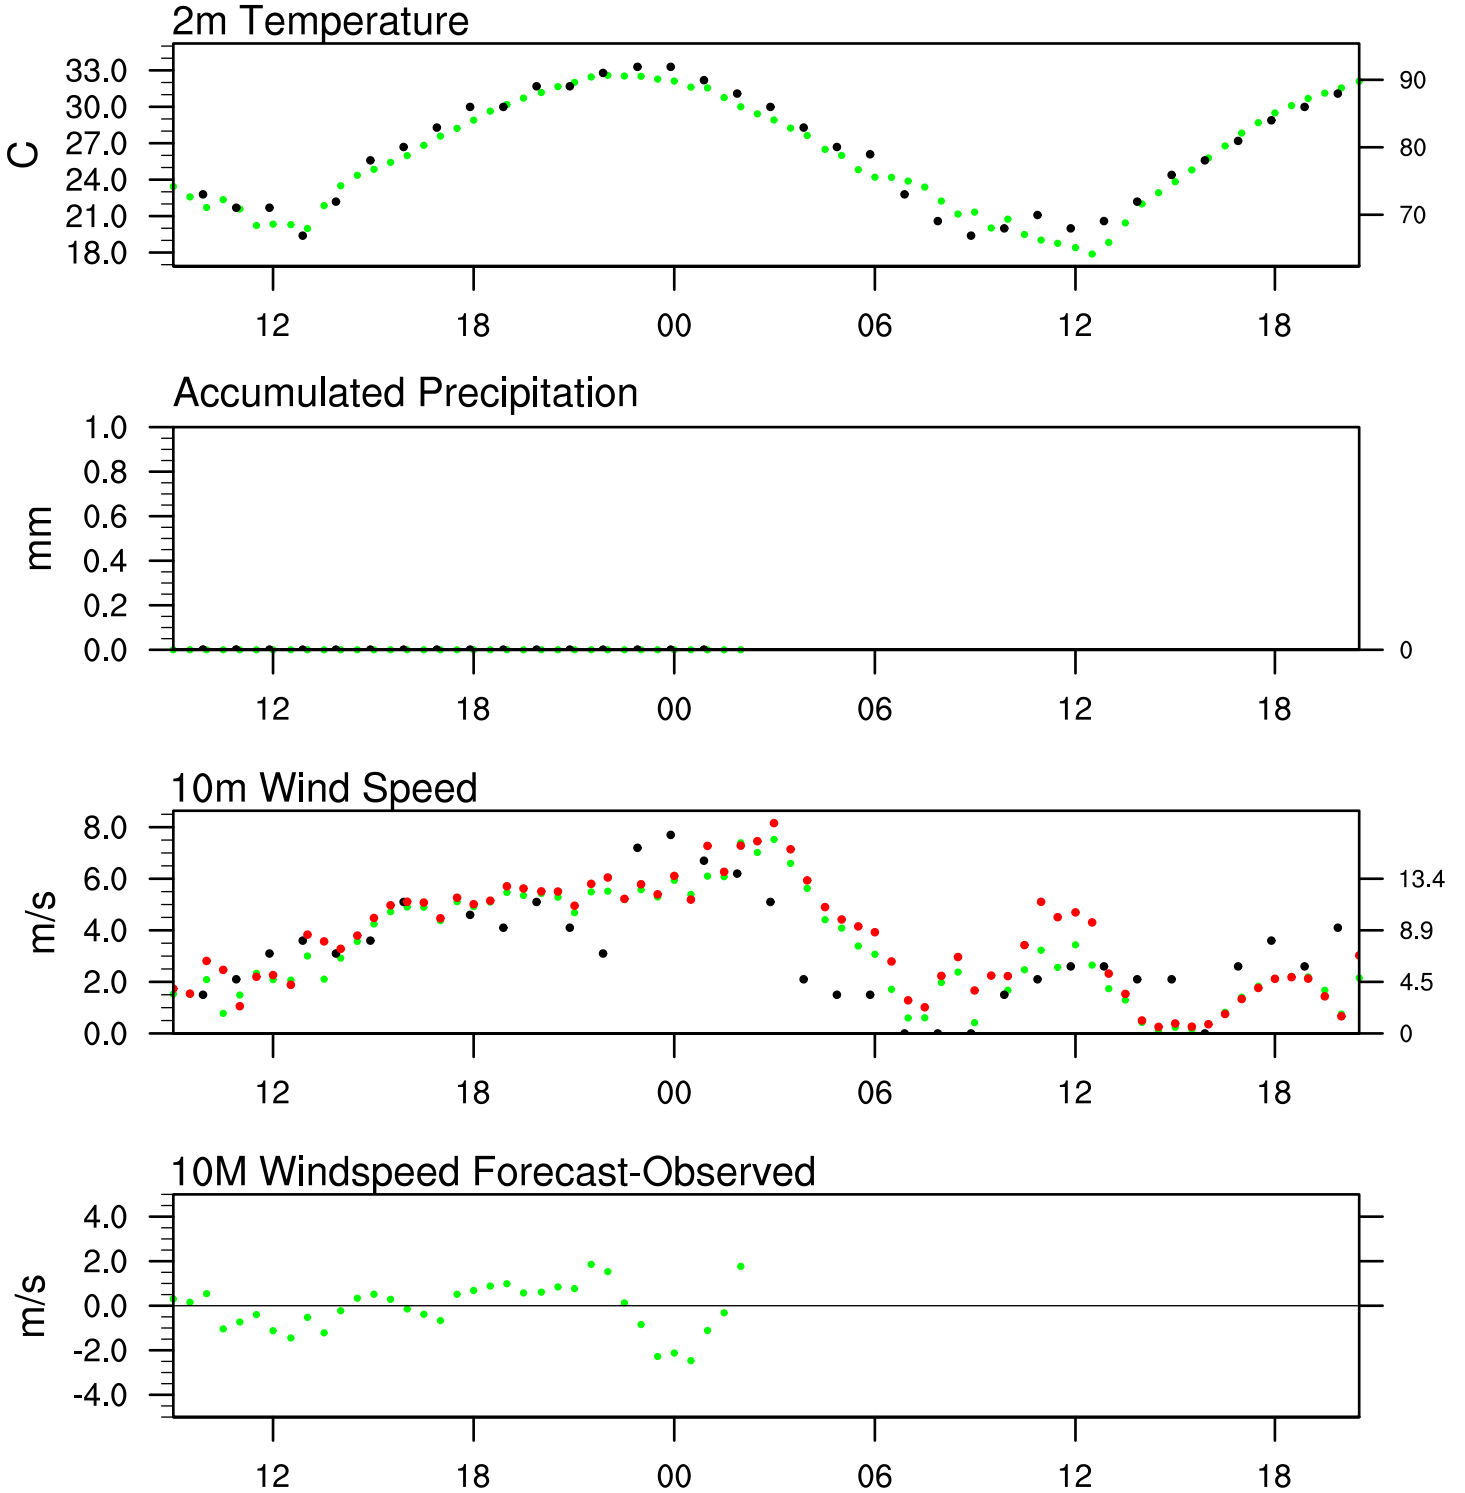 2m Temperature
33.0
30.0
27.0
24.0
21.0
18.0
C
90
80
70
12 18 00 06 12 18
Accumulated Precipitation
1.0
0.8
0.6
0.4
0.2
0.0
mm
0
12 18 00 06 12 18
10m Wind Speed
8.0
6.0
4.0
2.0
0.0
m/s
13.4
8.9
4.5
0
12 18 00 06 12 18
10M Windspeed Forecast-Observed
4.0
2.0
0.0
-2.0
-4.0
m/s
12 18 00 06 12 18